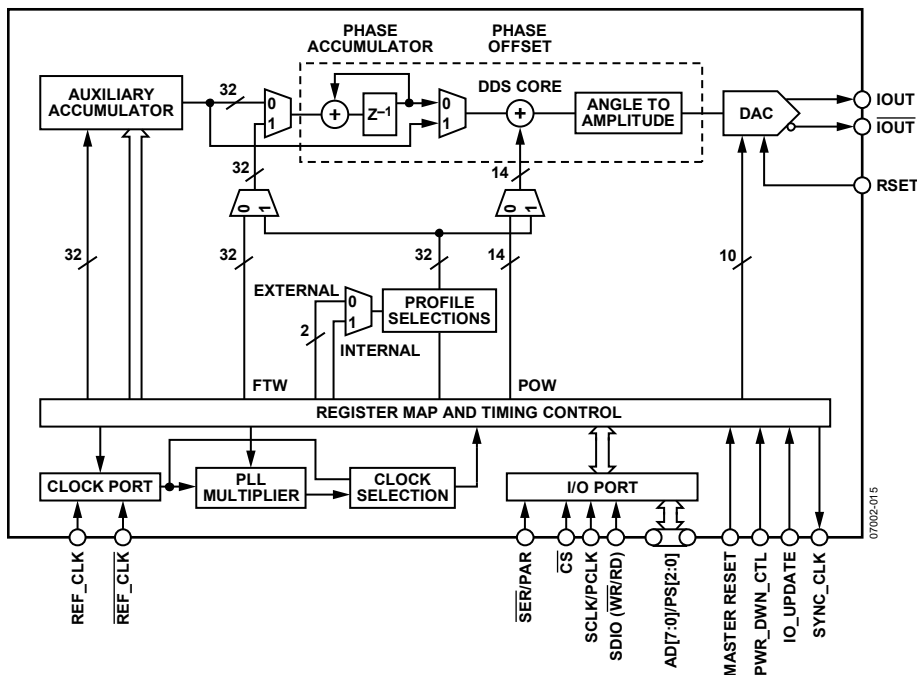 PHASE
ACCUMULATOR
PHASE
OFFSET
AUXILIARY
ACCUMULATOR
32
0
1
+
Z–1
0
1
DDS CORE
+
ANGLE TO
AMPLITUDE
DAC
IOUT
IOUT
RSET
32
14
0
1
0
1
32
32
32
14
10
EXTERNAL
0
1
2
INTERNAL
PROFILE
SELECTIONS
FTW
POW
REGISTER MAP AND TIMING CONTROL
CLOCK PORT
PLL
MULTIPLIER
CLOCK
SELECTION
I/O PORT
REF_CLK
REF_CLK
SER/PAR
CS
SCLK/PCLK
SDIO (WR/RD)
AD[7:0]/PS[2:0]
MASTER RESET
PWR_DWN_CTL
IO_UPDATE
SYNC_CLK
07002-015